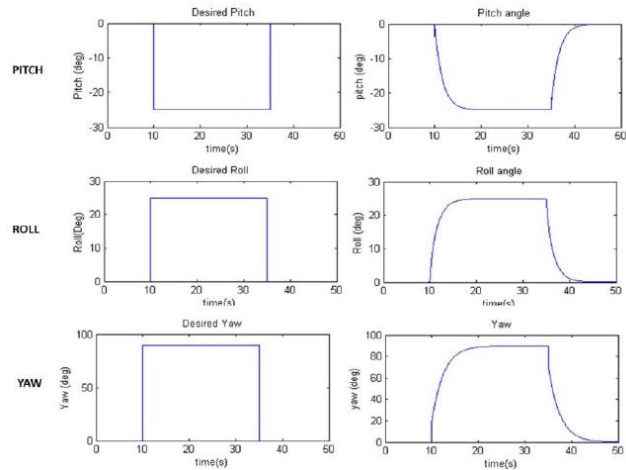 Desired Pitch
Pitch angle
PITCH
Pitch (deg)
0
-10
-20
-30
0 10 20 30 40 50
time(s)
pitch (deg)
0
-10
-20
-30
0 10 20 30 40 50 60
time(s)
Desired Roll
Roll angle
ROLL
Roll(Deg)
30
20
10
0
0 10 20 30 40 50
time(s)
Roll (deg)
30
20
10
0
0 10 20 30 40 50
time(s)
Desired Yaw
Yaw
YAW
Yaw (deg)
100
50
0
0 10 20 30 40 50
time(s)
yaw (deg)
100
80
60
40
20
0
0 10 20 30 40 50
time(s)